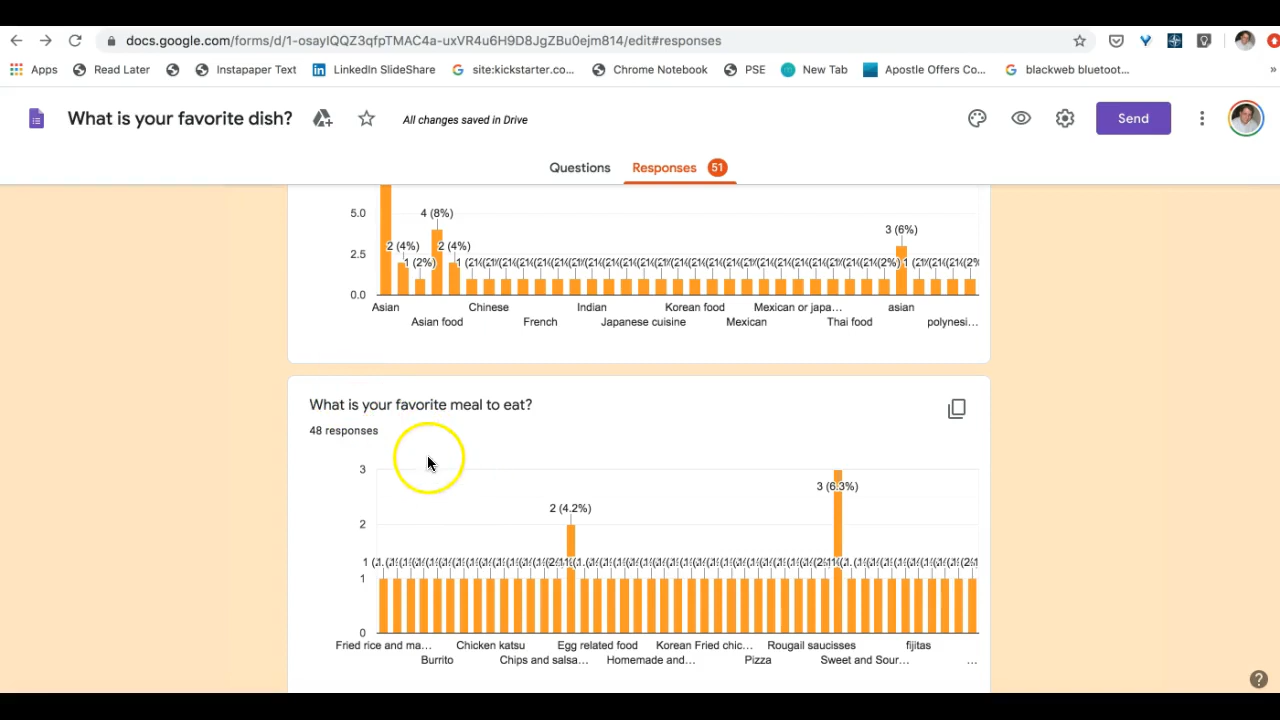 docs.google.com/forms/d/1-osaylQQZ3qfpTMAC4a-uxVR4u6H9D8JgZBu0ejm814/edit#responses
Apps Read Later Instapaper Text LinkedIn SlideShare site:kickstarter.co... Chrome Notebook PSE New Tab Apostle Offers Co... blackweb bluetoot... »
What is your favorite dish? All changes saved in Drive Send
Questions Responses 51
5.0 4 (8%)
3 (6%)
2.5 2 (4%) 2 (4%)
1 (2%)
0.0
Asian Chinese Indian Korean food Mexican or japa... asian
Asian food French Japanese cuisine Mexican Thai food polynesi...
What is your favorite meal to eat?
48 responses
3
3 (6.3%)
2 2 (4.2%)
1
0
Fried rice and ma... Chicken katsu Egg related food Korean Fried chic... Rougail saucisses fijitas
Burrito Chips and salsa... Homemade and... Pizza Sweet and Sour... ...